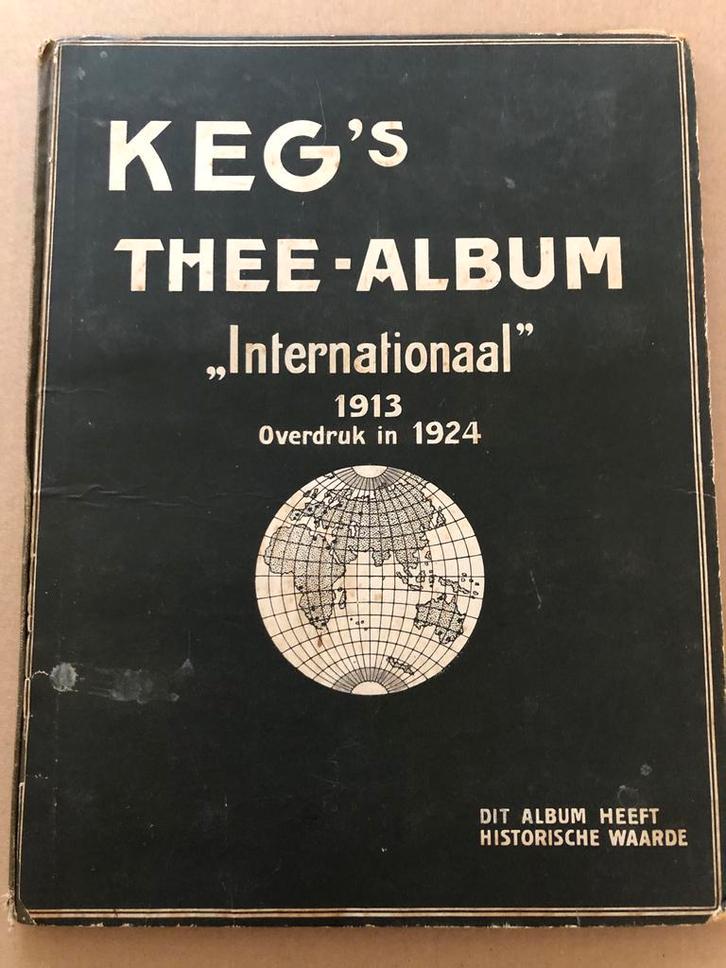 KEG's
THEE-ALBUM
„Internationaal”
1913
Overdruk in 1924
DIT ALBUM HEEFT
HISTORISCHE WAARDE